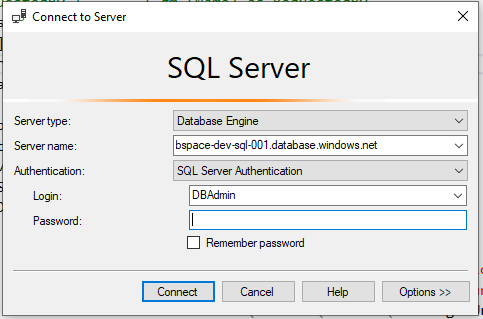 Connect to Server
SQL Server
Server type: Database Engine
Server name: bspace-dev-sql-001.database.windows.net
Authentication: SQL Server Authentication
Login: DBAdmin
Password:
Remember password
Connect Cancel Help Options >>